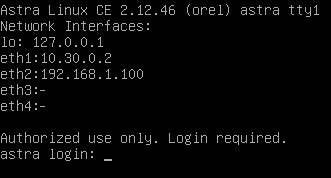 Astra Linux CE 2.12.46 (orel) astra tty1
Network Interfaces:
lo: 127.0.0.1
eth1:10.30.0.2
eth2:192.168.1.100
eth3:-
eth4:-
Authorized use only. Login required.
astra login: _